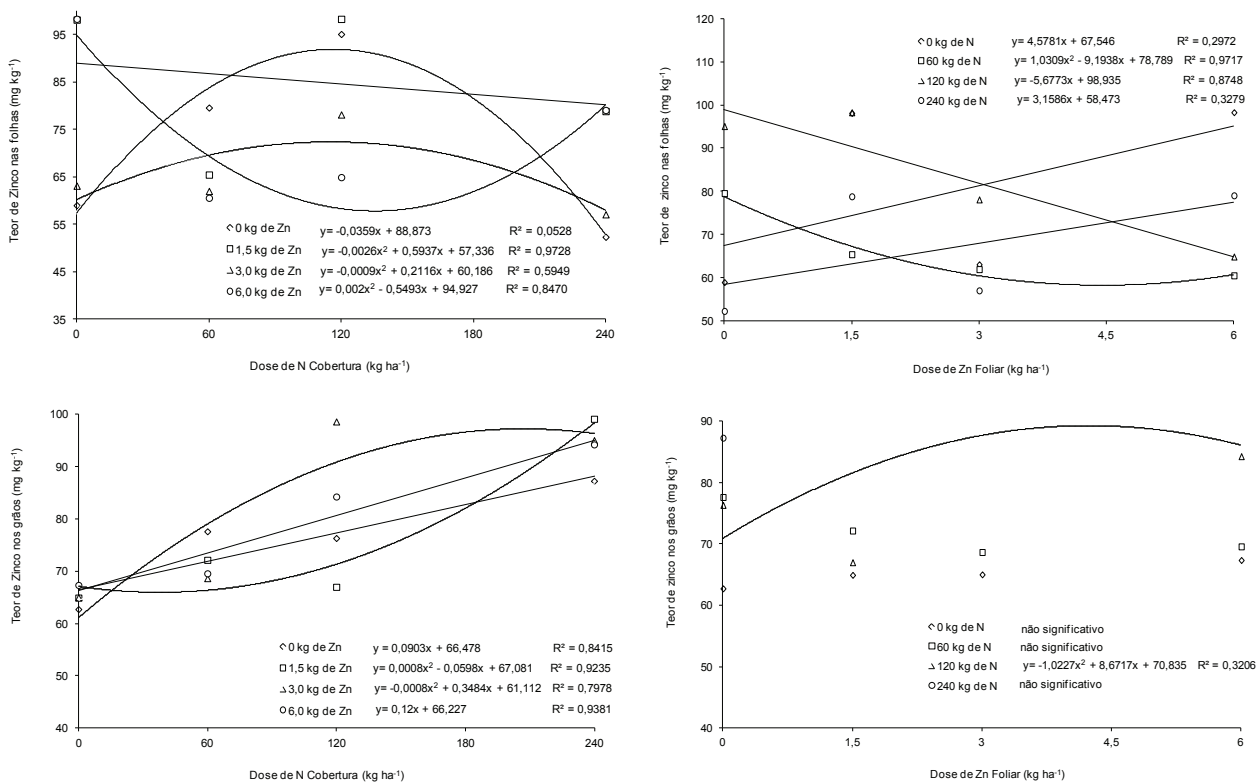 Teor de Zinco nas folhas (mg kg-1)
95
85
75
65
55
45
35
0 kg de Zn y= -0,0359x + 88,873 R² = 0,0528
1,5 kg de Zn y= -0,0026x² + 0,5937x + 57,336 R² = 0,9728
3,0 kg de Zn y= -0,0009x² + 0,2116x + 60,186 R² = 0,5949
6,0 kg de Zn y= 0,002x² - 0,5493x + 94,927 R² = 0,8470
0 60 120 180 240
Dose de N Cobertura (kg ha-1)
Teor de zinco nas folhas (mg kg-1)
120
110
100
90
80
70
60
50
0 kg de N y= 4,5781x + 67,546 R² = 0,2972
60 kg de N y= 1,0309x² - 9,1938x + 78,789 R² = 0,9717
120 kg de N y= -5,6773x + 98,935 R² = 0,8748
240 kg de N y= 3,1586x + 58,473 R² = 0,3279
0 1,5 3 4,5 6
Dose de Zn Foliar (kg ha-1)
Teor de Zinco nos grãos (mg kg-1)
100
90
80
70
60
50
40
0 kg de Zn y = 0,0903x + 66,478 R² = 0,8415
1,5 kg de Zn y= 0,0008x² - 0,0598x + 67,081 R² = 0,9235
3,0 kg de Zn y= -0,0008x² + 0,3484x + 61,112 R² = 0,7978
6,0 kg de Zn y = 0,12x + 66,227 R² = 0,9381
0 60 120 180 240
Dose de N Cobertura (kg ha-1)
Teor de zinco nos grãos (mg kg-1)
90
80
70
60
50
40
0 kg de N não significativo
60 kg de N não significativo
120 kg de N y= -1,0227x² + 8,6717x + 70,835 R² = 0,3206
240 kg de N não significativo
0 1,5 3 4,5 6
Dose de Zn Foliar (kg ha-1)